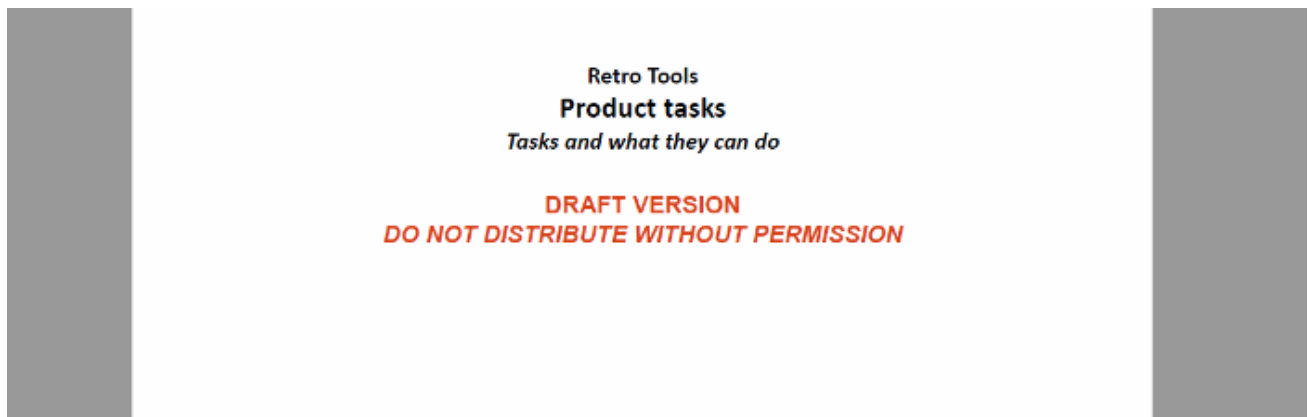 Retro Tools
Product tasks
Tasks and what they can do
DRAFT VERSION
DO NOT DISTRIBUTE WITHOUT PERMISSION